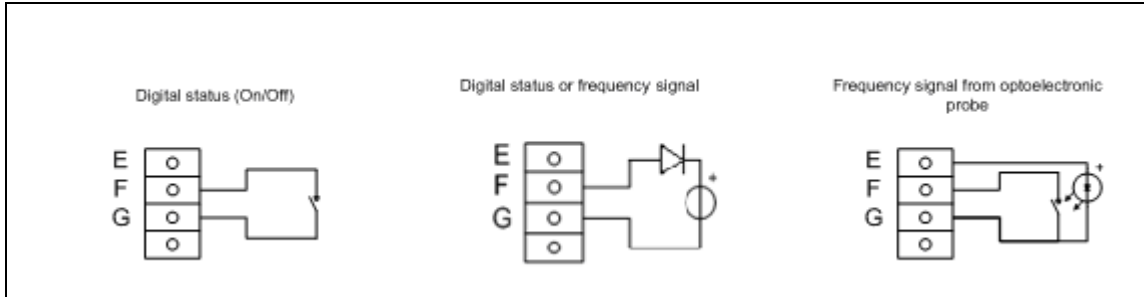 Digital status (On/Off)
E
F
G
Digital status or frequency signal
E
F
G
+
Frequency signal from optoelectronic
probe
E
F
G
+